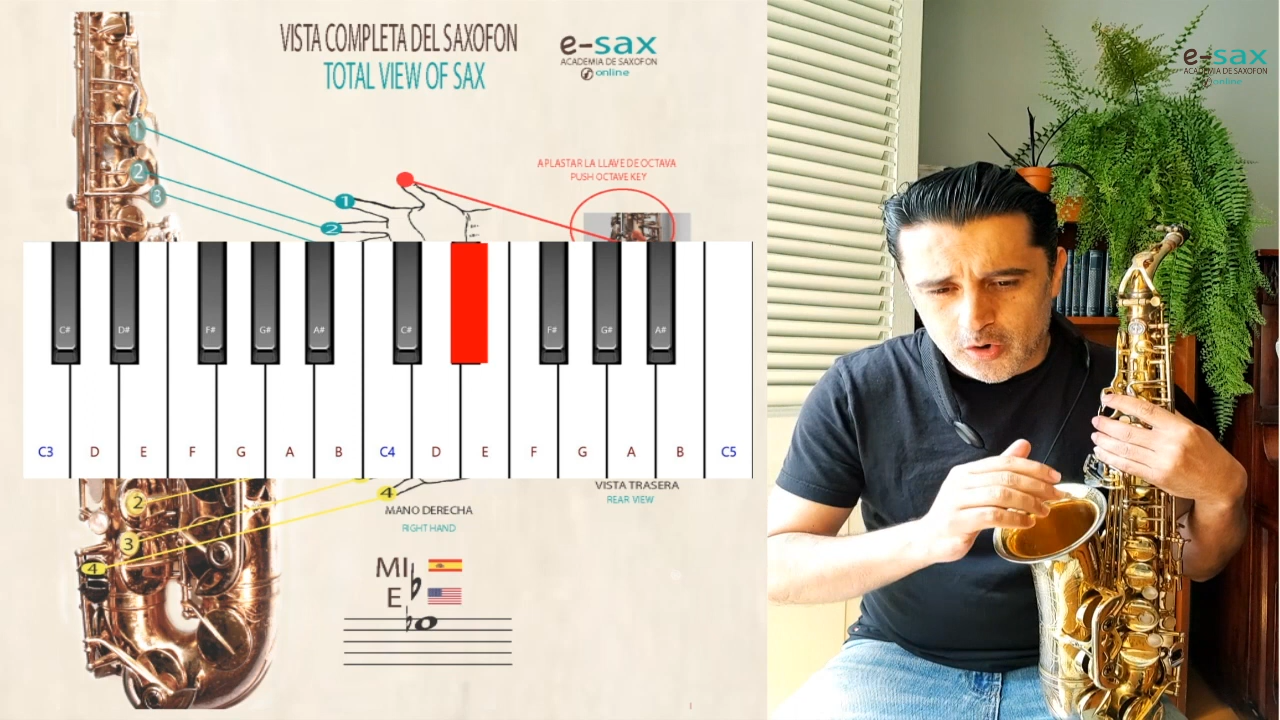 VISTA COMPLETA DEL SAXOFON
TOTAL VIEW OF SAX
e-sax
ACADEMIA DE SAXOFON
online
e-sax
ACADEMIA DE SAXOFON
online
APLASTAR LA LLAVE DE OCTAVA
PUSH OCTAVE KEY
1
2
3
1
2
C# D# F# G# A# C# F# G# A#
C3 D E F G A B C4 D E F G A B C5
2
3
4
4
VISTA TRASERA
REAR VIEW
MANO DERECHA
RIGHT HAND
MI♭
E♭
1